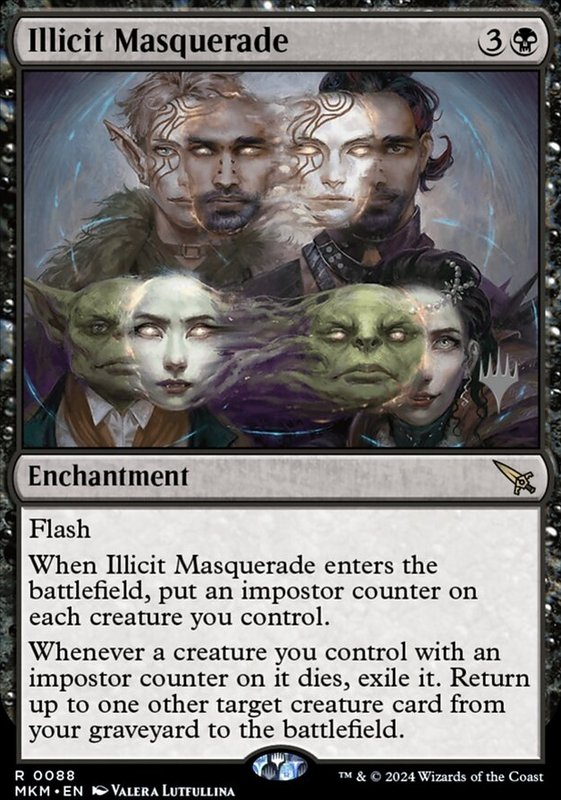 Illicit Masquerade 3
Enchantment
Flash
When Illicit Masquerade enters the
battlefield, put an impostor counter on
each creature you control.
Whenever a creature you control with an
impostor counter on it dies, exile it. Return
up to one other target creature card from
your graveyard to the battlefield.
R 0088
MKM • EN VALERA LUTFULLINA
™ & © 2024 Wizards of the Coast